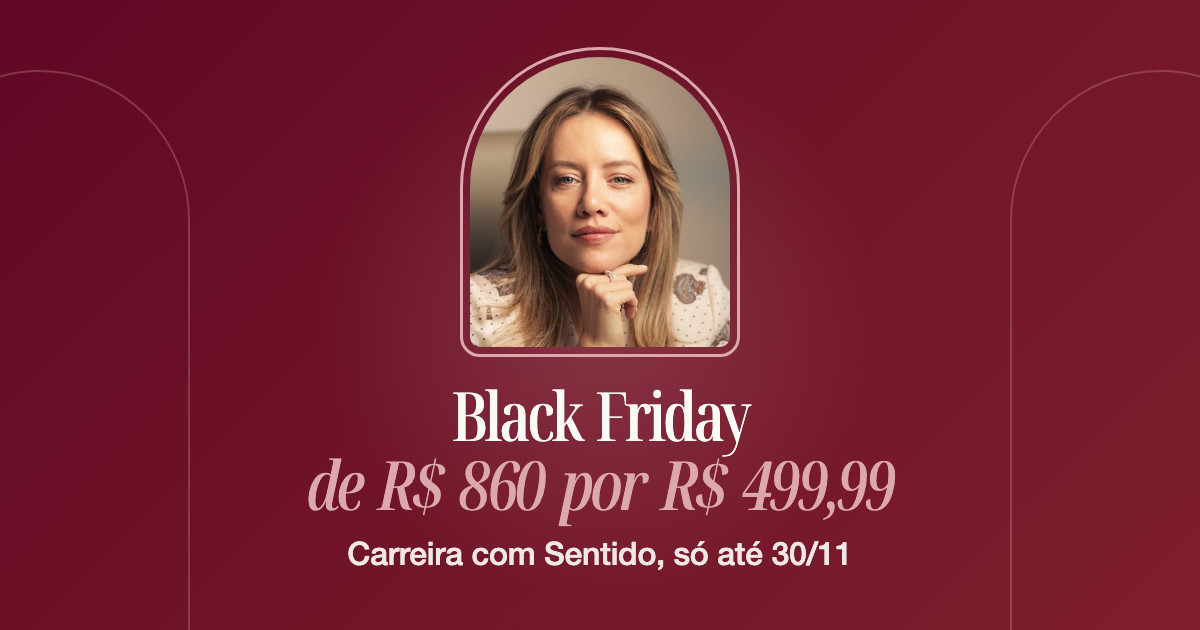 Black Friday
de R$ 860 por R$ 499,99
Carreira com Sentido, só até 30/11